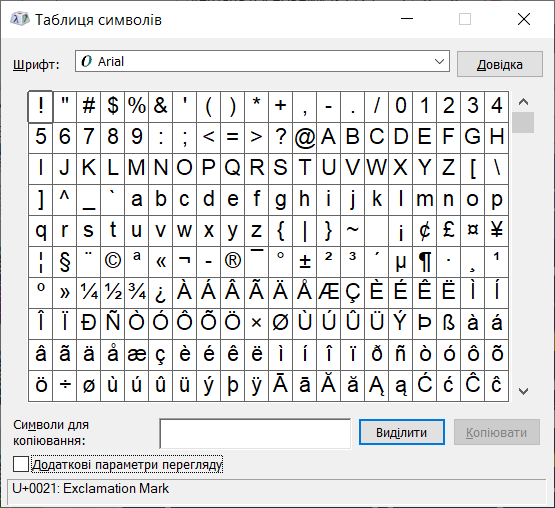 Таблиця символів
Шрифт: O Arial
Довідка
! " # $ % & ' ( ) * + , - . / 0 1 2 3 4
5 6 7 8 9 : ; < = > ? @ A B C D E F G H
I J K L M N O P Q R S T U V W X Y Z [ \
] ^ _ ` a b c d e f g h i j k l m n o p
q r s t u v w x y z { | } ~   ¡ ¢ £ ¤ ¥
¦ § ¨ © ª « ¬ - ® ¯ ° ± ² ³ ´ µ ¶ · ¸ ¹
º » ¼ ½ ¾ ¿ À Á Â Ã Ä Å Æ Ç È É Ê Ë Ì Í
Î Ï Ð Ñ Ò Ó Ô Õ Ö × Ø Ù Ú Û Ü Ý Þ ß à á
â ã ä å æ ç è é ê ë ì í î ï ð ñ ò ó ô õ
ö ÷ ø ù ú û ü ý þ ÿ Ā ā Ă ă Ą ą Ć ć Ĉ ĉ
Символи для
копіювання:
Виділити
Копіювати
Додаткові параметри перегляду
U+0021: Exclamation Mark